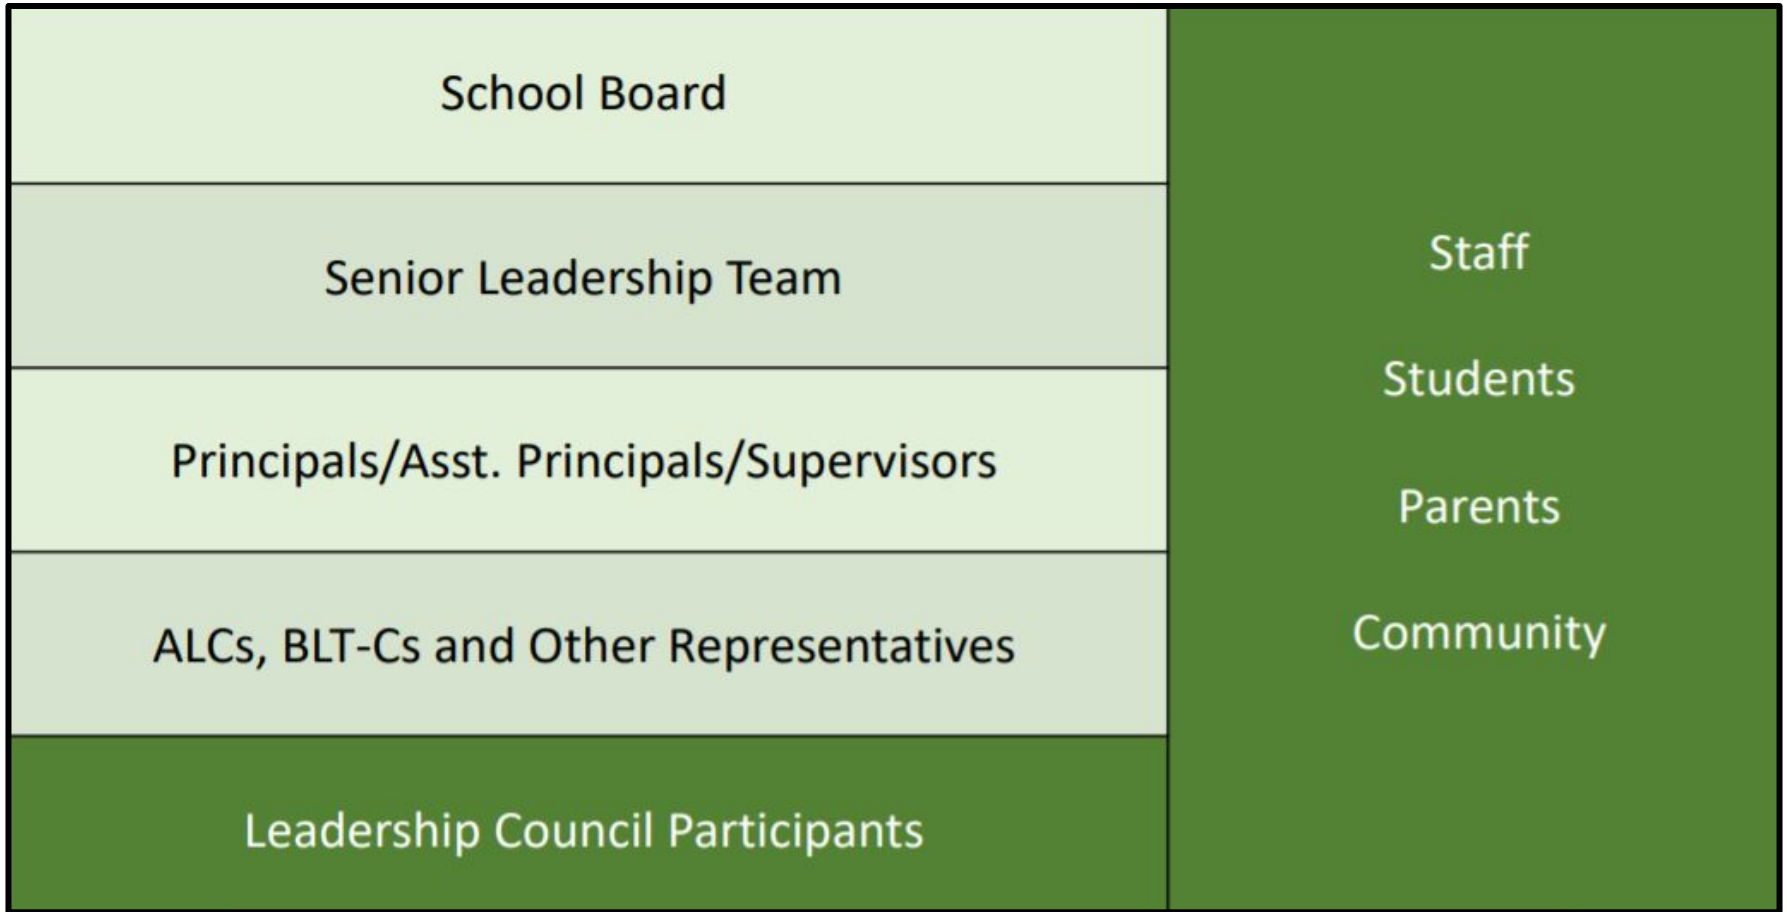 School Board
Senior Leadership Team
Principals/Asst. Principals/Supervisors
ALCs, BLT-Cs and Other Representatives
Leadership Council Participants
Staff
Students
Parents
Community